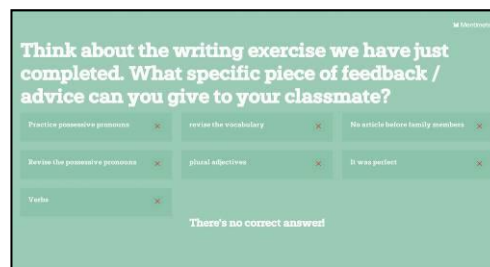 Mentimeter
Think about the writing exercise we have just
completed. What specific piece of feedback /
advice can you give to your classmate?
Practice possessive pronouns
revise the vocabulary
No article before family members
Revise the possessive pronouns
plural adjectives
It was perfect
Verbs
There's no correct answer!